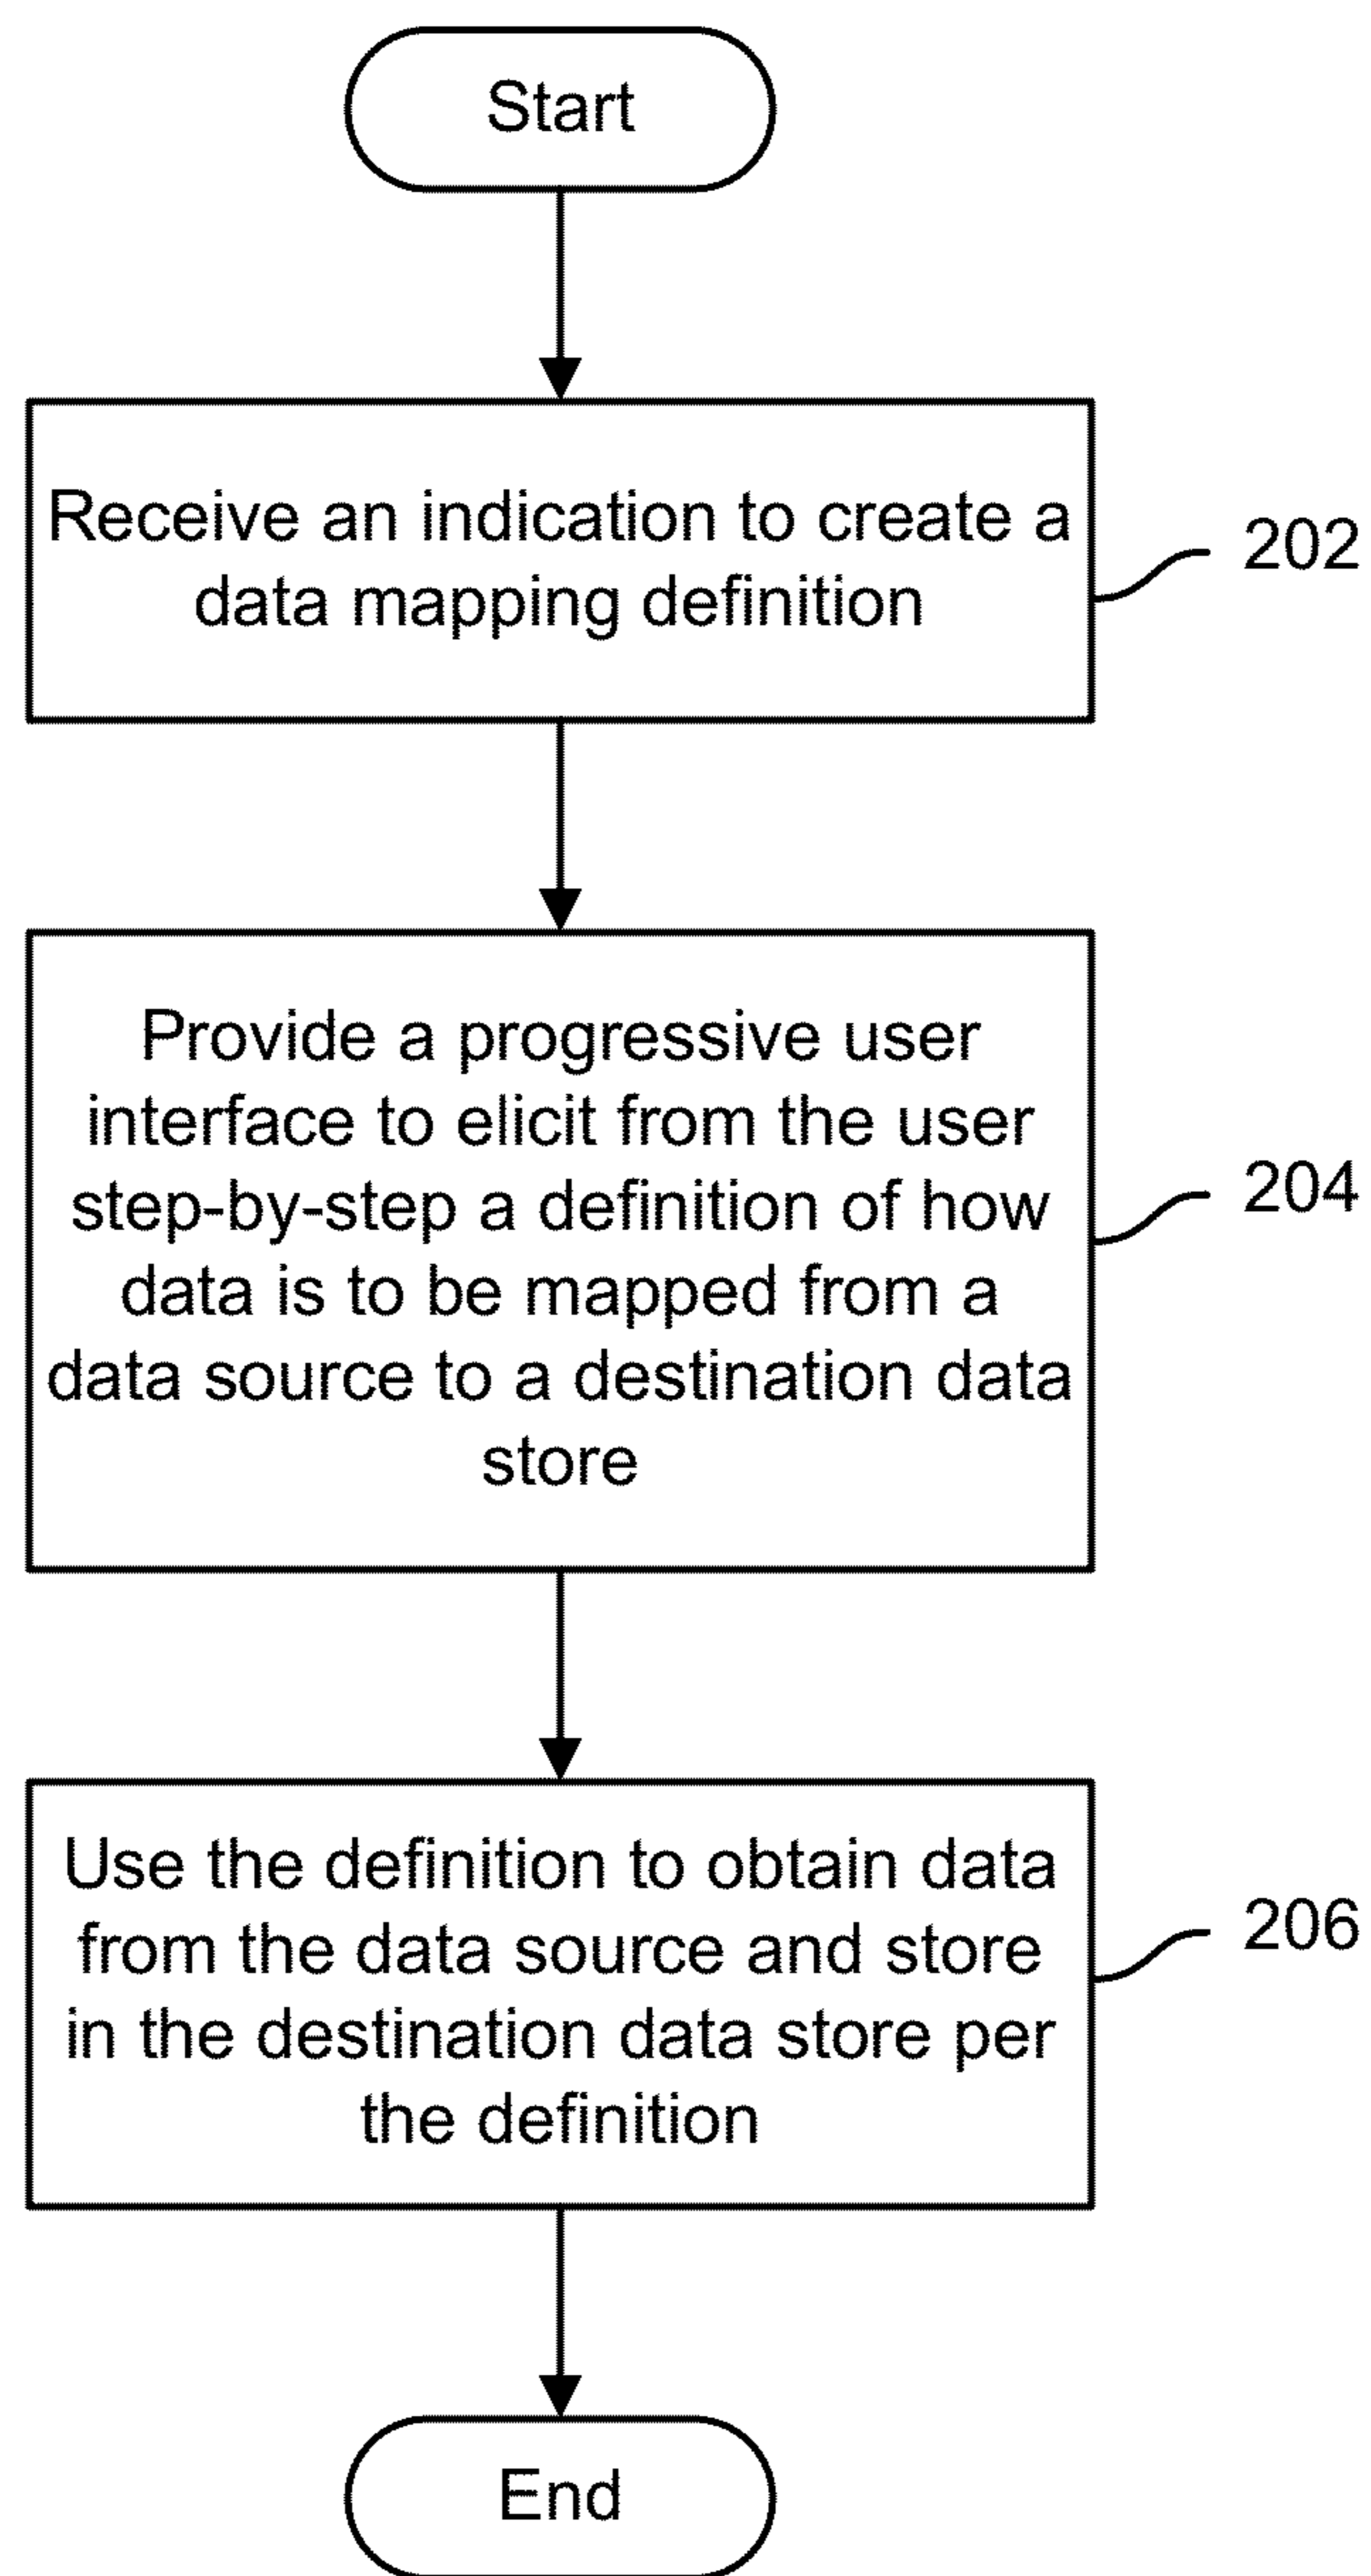 Start
Receive an indication to create a
data mapping definition
202
Provide a progressive user
interface to elicit from the user
step-by-step a definition of how
data is to be mapped from a
data source to a destination data
store
204
Use the definition to obtain data
from the data source and store
in the destination data store per
the definition
206
End